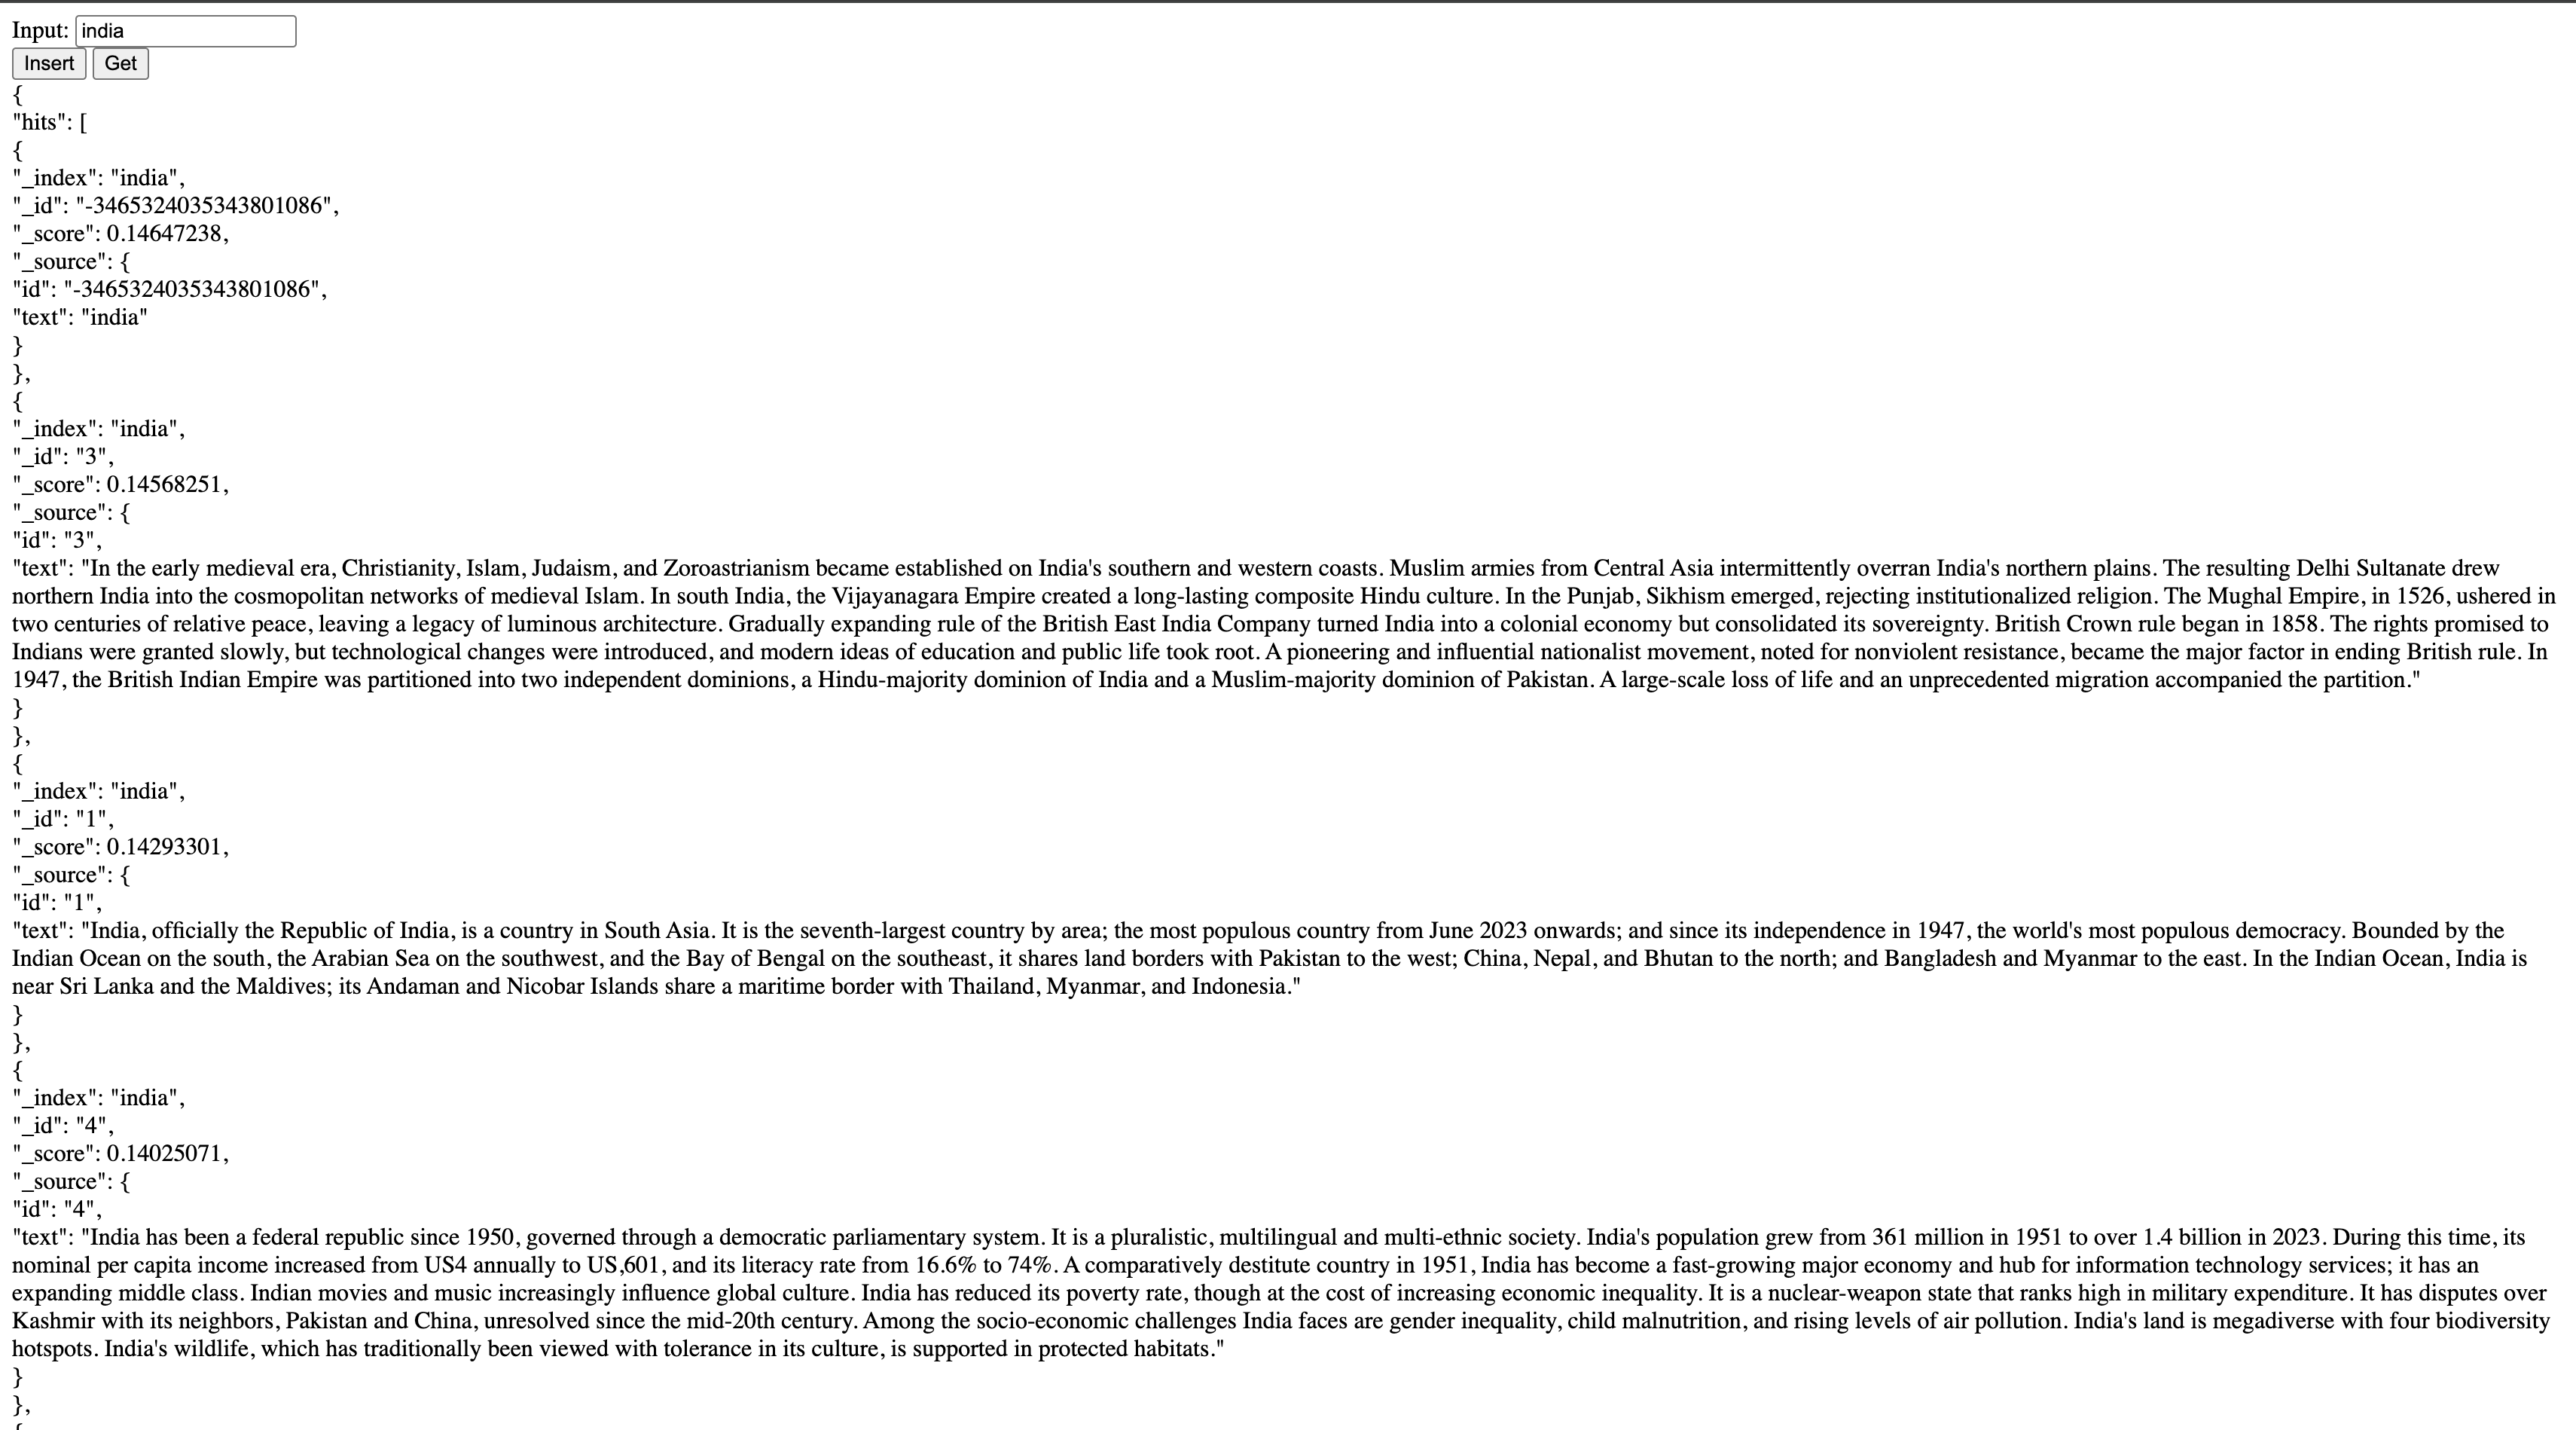 Input: india
Insert Get
{
"hits": [
{
"_index": "india",
"_id": "-3465324035343801086",
"_score": 0.14647238,
"_source": {
"id": "-3465324035343801086",
"text": "india"
}
},
{
"_index": "india",
"_id": "3",
"_score": 0.14568251,
"_source": {
"id": "3",
"text": "In the early medieval era, Christianity, Islam, Judaism, and Zoroastrianism became established on India's southern and western coasts. Muslim armies from Central Asia intermittently overran India's northern plains. The resulting Delhi Sultanate drew
northern India into the cosmopolitan networks of medieval Islam. In south India, the Vijayanagara Empire created a long-lasting composite Hindu culture. In the Punjab, Sikhism emerged, rejecting institutionalized religion. The Mughal Empire, in 1526, ushered in
two centuries of relative peace, leaving a legacy of luminous architecture. Gradually expanding rule of the British East India Company turned India into a colonial economy but consolidated its sovereignty. British Crown rule began in 1858. The rights promised to
Indians were granted slowly, but technological changes were introduced, and modern ideas of education and public life took root. A pioneering and influential nationalist movement, noted for nonviolent resistance, became the major factor in ending British rule. In
1947, the British Indian Empire was partitioned into two independent dominions, a Hindu-majority dominion of India and a Muslim-majority dominion of Pakistan. A large-scale loss of life and an unprecedented migration accompanied the partition."
}
},
{
"_index": "india",
"_id": "1",
"_score": 0.14293301,
"_source": {
"id": "1",
"text": "India, officially the Republic of India, is a country in South Asia. It is the seventh-largest country by area; the most populous country from June 2023 onwards; and since its independence in 1947, the world's most populous democracy. Bounded by the
Indian Ocean on the south, the Arabian Sea on the southwest, and the Bay of Bengal on the southeast, it shares land borders with Pakistan to the west; China, Nepal, and Bhutan to the north; and Bangladesh and Myanmar to the east. In the Indian Ocean, India is
near Sri Lanka and the Maldives; its Andaman and Nicobar Islands share a maritime border with Thailand, Myanmar, and Indonesia."
}
},
{
"_index": "india",
"_id": "4",
"_score": 0.14025071,
"_source": {
"id": "4",
"text": "India has been a federal republic since 1950, governed through a democratic parliamentary system. It is a pluralistic, multilingual and multi-ethnic society. India's population grew from 361 million in 1951 to over 1.4 billion in 2023. During this time, its
nominal per capita income increased from US4 annually to US,601, and its literacy rate from 16.6% to 74%. A comparatively destitute country in 1951, India has become a fast-growing major economy and hub for information technology services; it has an
expanding middle class. Indian movies and music increasingly influence global culture. India has reduced its poverty rate, though at the cost of increasing economic inequality. It is a nuclear-weapon state that ranks high in military expenditure. It has disputes over
Kashmir with its neighbors, Pakistan and China, unresolved since the mid-20th century. Among the socio-economic challenges India faces are gender inequality, child malnutrition, and rising levels of air pollution. India's land is megadiverse with four biodiversity
hotspots. India's wildlife, which has traditionally been viewed with tolerance in its culture, is supported in protected habitats."
}
},
{